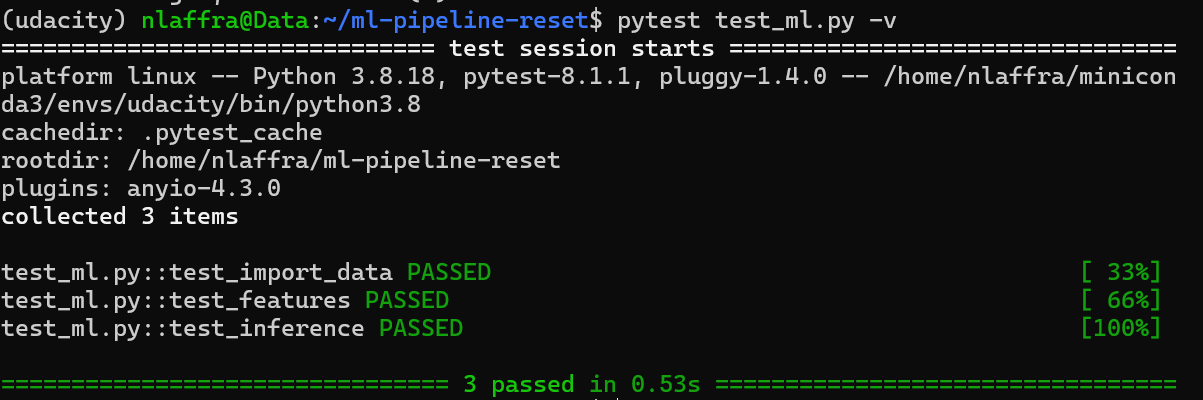 (udacity) nlaffra@Data:~/ml-pipeline-reset$ pytest test_ml.py -v
=============================== test session starts ================================
platform linux -- Python 3.8.18, pytest-8.1.1, pluggy-1.4.0 -- /home/nlaffra/minicon
da3/envs/udacity/bin/python3.8
cachedir: .pytest_cache
rootdir: /home/nlaffra/ml-pipeline-reset
plugins: anyio-4.3.0
collected 3 items
test_ml.py::test_import_data PASSED [ 33%]
test_ml.py::test_features PASSED [ 66%]
test_ml.py::test_inference PASSED [100%]
================================ 3 passed in 0.53s =================================